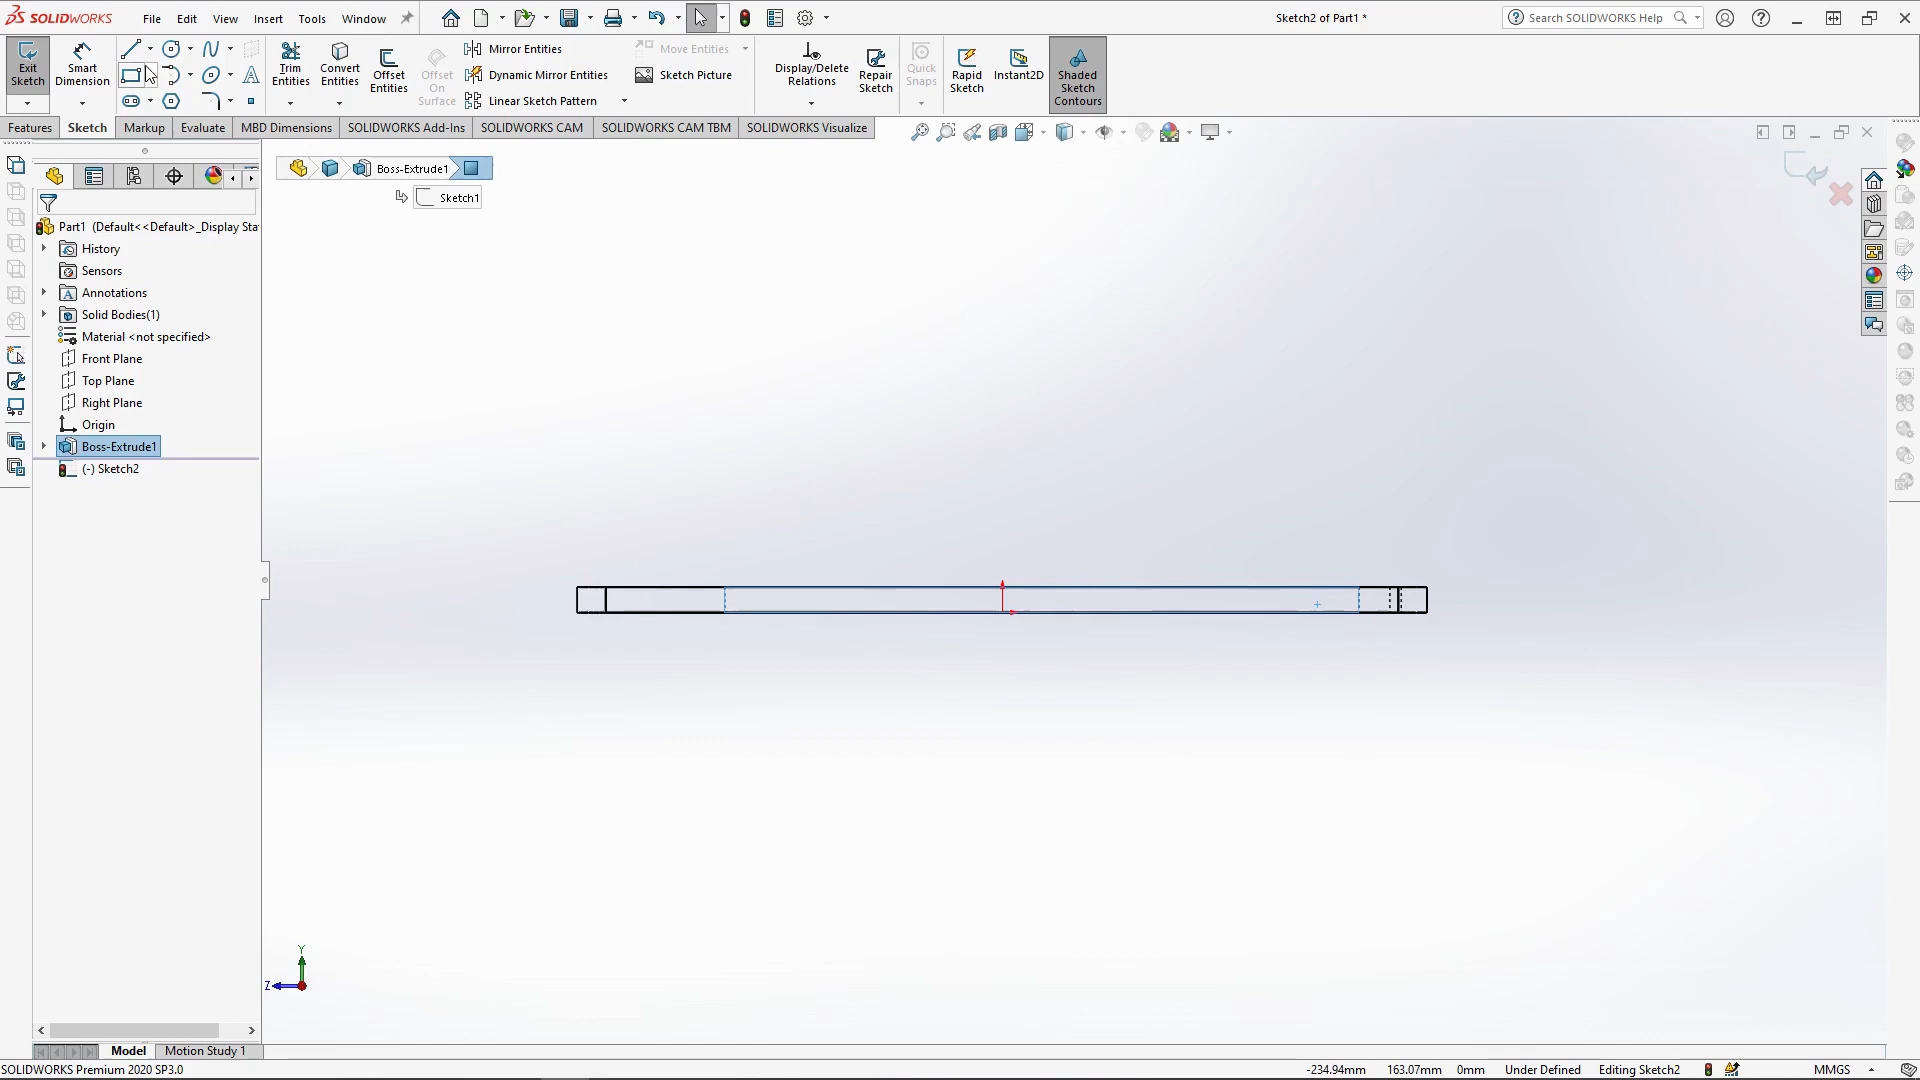 SOLIDWORKS File Edit View Insert Tools Window Sketch2 of Part1 * Search SOLIDWORKS Help
Exit Sketch
Smart Dimension
Trim Entities
Convert Entities
Offset Entities
Offset On Surface
Mirror Entities
Dynamic Mirror Entities
Linear Sketch Pattern
Move Entities
Sketch Picture
Display/Delete Relations
Repair Sketch
Quick Snaps
Rapid Sketch
Instant2D
Shaded Sketch Contours
Features Sketch Markup Evaluate MBD Dimensions SOLIDWORKS Add-Ins SOLIDWORKS CAM SOLIDWORKS CAM TBM SOLIDWORKS Visualize
Boss-Extrude1
Sketch1
Part1 (Default<<Default>_Display Sta
History
Sensors
Annotations
Solid Bodies(1)
Material <not specified>
Front Plane
Top Plane
Right Plane
Origin
Boss-Extrude1
(-) Sketch2
Y
Z
Model Motion Study 1
SOLIDWORKS Premium 2020 SP3.0 -234.94mm 163.07mm 0mm Under Defined Editing Sketch2 MMGS